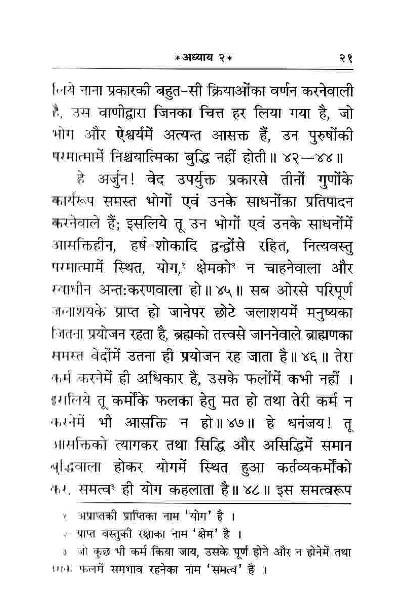 *अध्याय २* २१
लिये नाना प्रकारकी बहुत-सी क्रियाओंका वर्णन करनेवाली
है, उस वाणीद्वारा जिनका चित्त हर लिया गया है, जो
भोग और ऐश्वर्यमें अत्यन्त आसक्त हैं, उन पुरुषोंकी
परमात्मामें निश्चयात्मिका बुद्धि नहीं होती॥ ४२—४४॥
हे अर्जुन! वेद उपर्युक्त प्रकारसे तीनों गुणोंके
कार्यरूप समस्त भोगों एवं उनके साधनोंका प्रतिपादन
करनेवाले हैं; इसलिये तू उन भोगों एवं उनके साधनोंमें
आसक्तिहीन, हर्ष-शोकादि द्वन्द्वोंसे रहित, नित्यवस्तु
परमात्मामें स्थित, योग,¹ क्षेमको² न चाहनेवाला और
स्वाधीन अन्तःकरणवाला हो॥ ४५॥ सब ओरसे परिपूर्ण
जलाशयके प्राप्त हो जानेपर छोटे जलाशयमें मनुष्यका
जितना प्रयोजन रहता है, ब्रह्मको तत्त्वसे जाननेवाले ब्राह्मणका
समस्त वेदोंमें उतना ही प्रयोजन रह जाता है॥ ४६॥ तेरा
कर्म करनेमें ही अधिकार है, उसके फलोंमें कभी नहीं ।
इसलिये तू कर्मोंके फलका हेतु मत हो तथा तेरी कर्म न
करनेमें भी आसक्ति न हो॥ ४७॥ हे धनंजय! तू
आसक्तिको त्यागकर तथा सिद्धि और असिद्धिमें समान
बुद्धिवाला होकर योगमें स्थित हुआ कर्तव्यकर्मोंको
कर, समत्व³ ही योग कहलाता है॥ ४८॥ इस समत्वरूप
१ अप्राप्तकी प्राप्तिका नाम 'योग' है ।
२ प्राप्त वस्तुकी रक्षाका नाम 'क्षेम' है ।
३ जो कुछ भी कर्म किया जाय, उसके पूर्ण होने और न होनेमें तथा
उसके फलमें समभाव रहनेका नाम 'समत्व' है ।